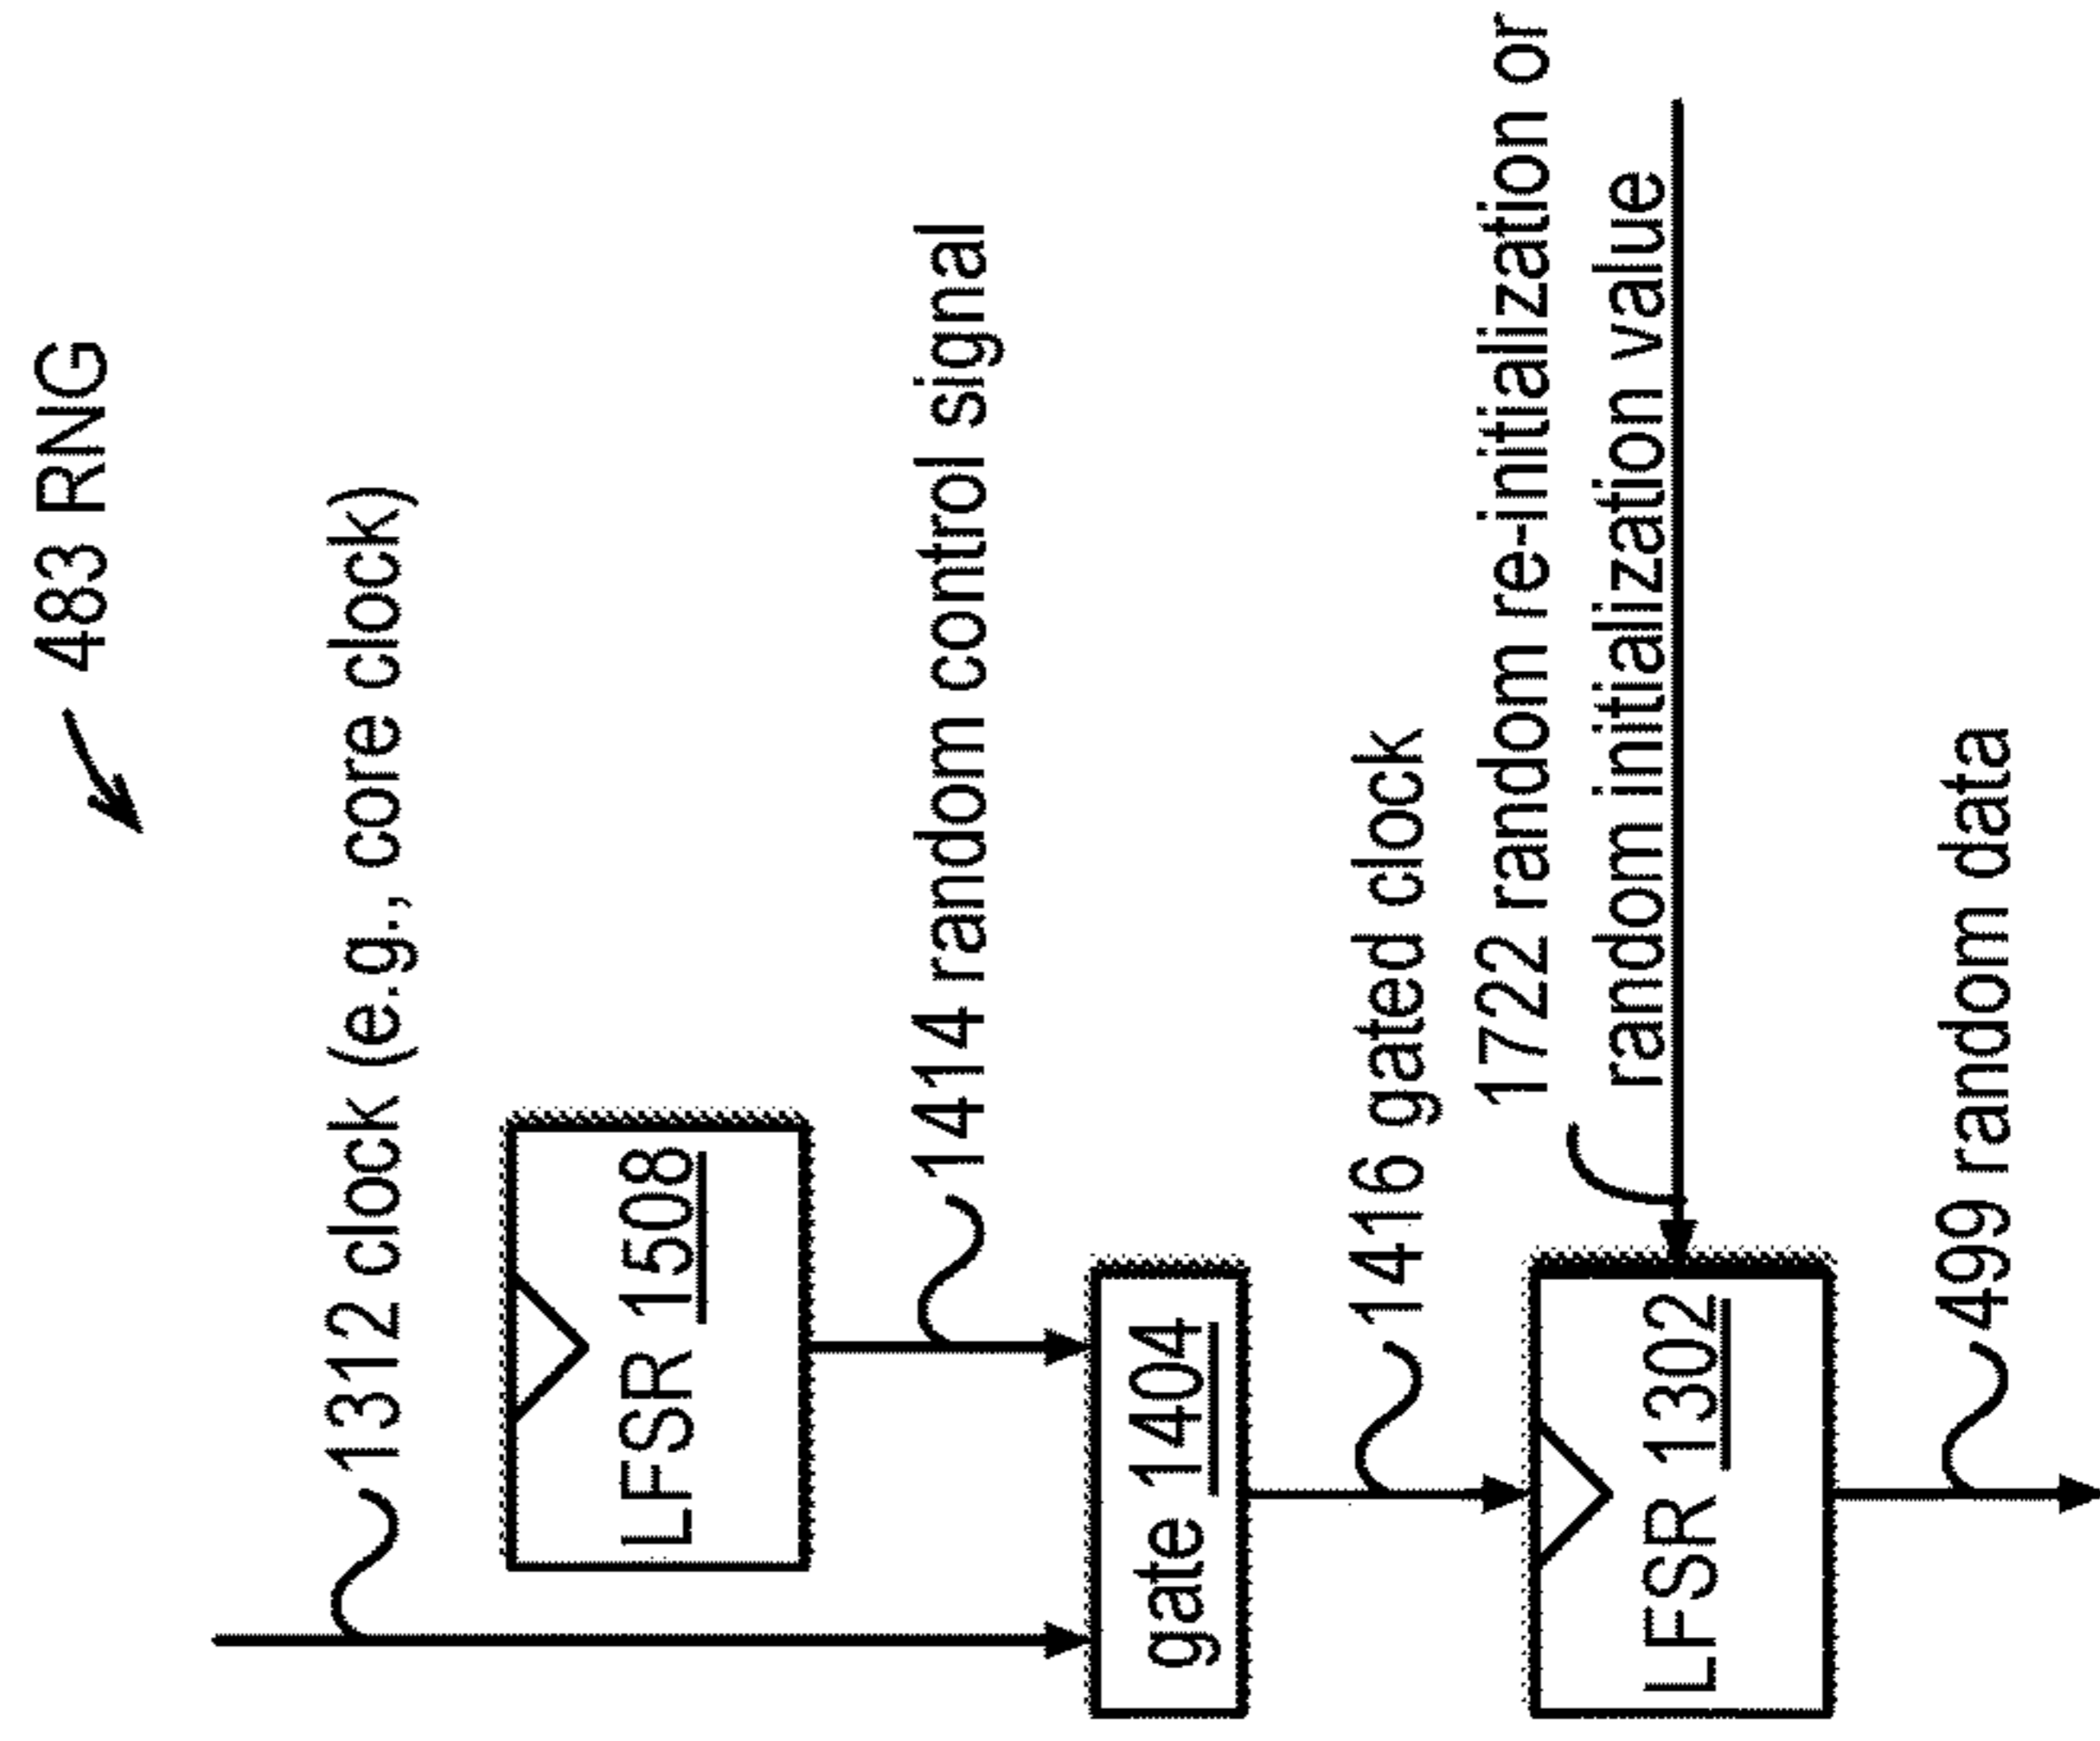 483 RNG
1312 clock (e.g., core clock)
LFSR 1508
1414 random control signal
gate 1404
1416 gated clock
1722 random re-initialization or
random initialization value
LFSR 1302
499 random data